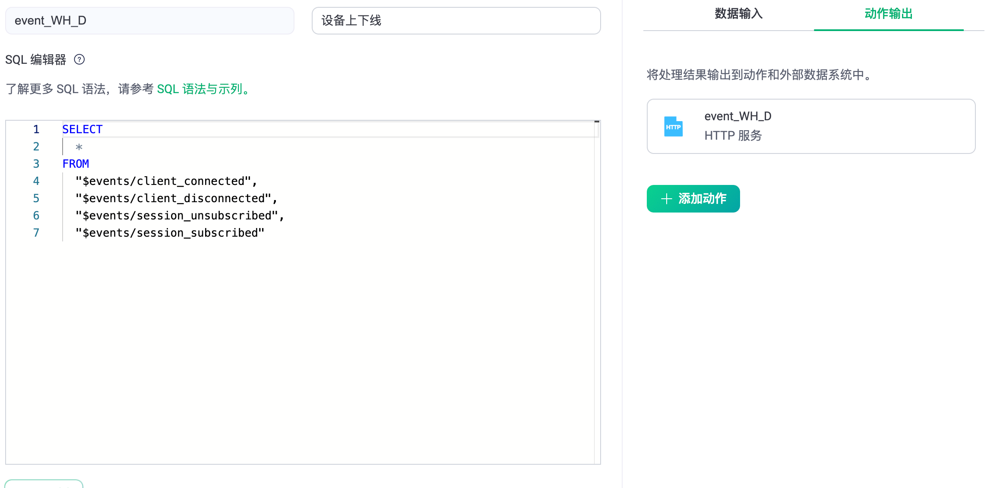 event_WH_D
设备上下线
SQL 编辑器 ?
了解更多 SQL 语法，请参考 SQL 语法与示列。
1 SELECT
2 *
3 FROM
4 "$events/client_connected",
5 "$events/client_disconnected",
6 "$events/session_unsubscribed",
7 "$events/session_subscribed"
数据输入
动作输出
将处理结果输出到动作和外部数据系统中。
HTTP
event_WH_D
HTTP 服务
添加动作